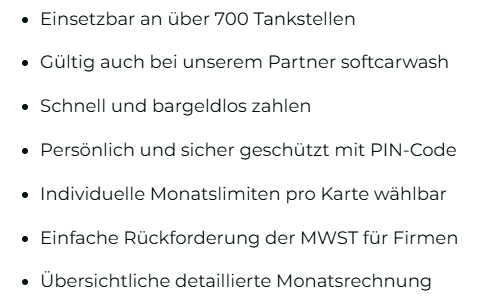 • Einsetzbar an über 700 Tankstellen
• Gültig auch bei unserem Partner softcarwash
• Schnell und bargeldlos zahlen
• Persönlich und sicher geschützt mit PIN-Code
• Individuelle Monatslimiten pro Karte wählbar
• Einfache Rückforderung der MWST für Firmen
• Übersichtliche detaillierte Monatsrechnung